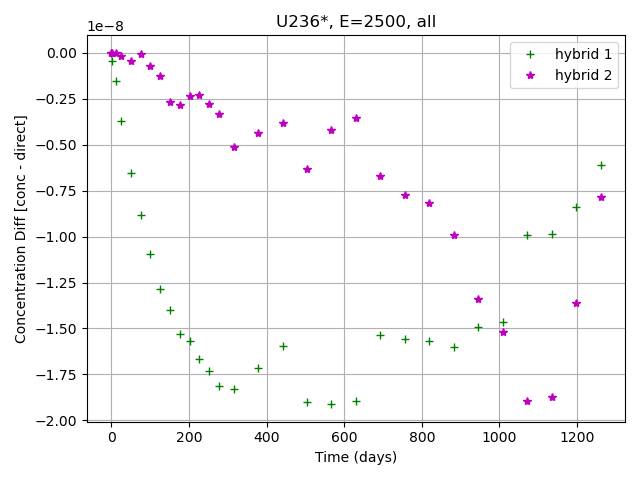 U236*, E=2500, all
1e−8
hybrid 1
hybrid 2
Concentration Diff [conc - direct]
0.00
−0.25
−0.50
−0.75
−1.00
−1.25
−1.50
−1.75
−2.00
0 200 400 600 800 1000 1200
Time (days)